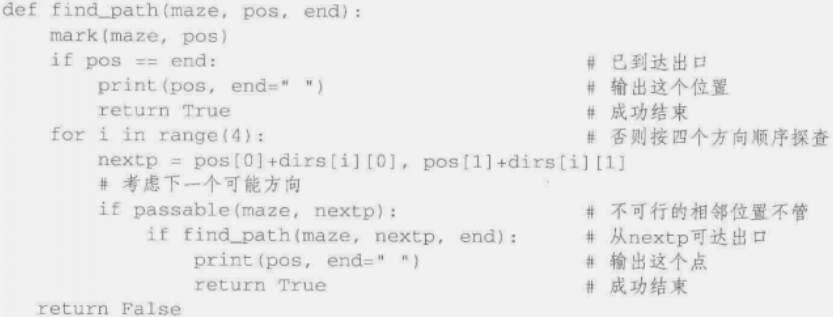 def find_path(maze, pos, end):
    mark(maze, pos)
    if pos == end:                                # 已到达出口
        print(pos, end=" ")                       # 输出这个位置
        return True                               # 成功结束
    for i in range(4):                            # 否则按四个方向顺序探查
        nextp = pos[0]+dirs[i][0], pos[1]+dirs[i][1]
        # 考虑下一个可能方向
        if passable(maze, nextp):                 # 不可行的相邻位置不管
            if find_path(maze, nextp, end):       # 从nextp可达出口
                print(pos, end=" ")               # 输出这个点
                return True                       # 成功结束
   return False